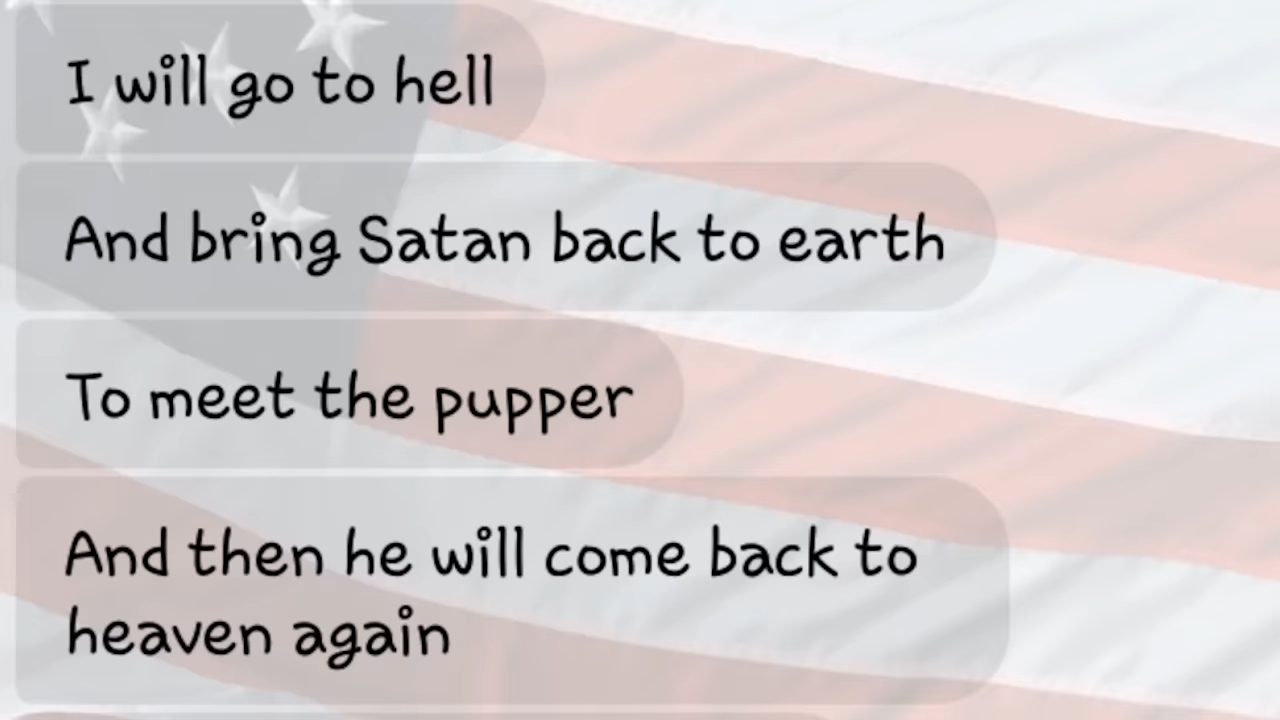 I will go to hell
And bring Satan back to earth
To meet the pupper
And then he will come back to
heaven again